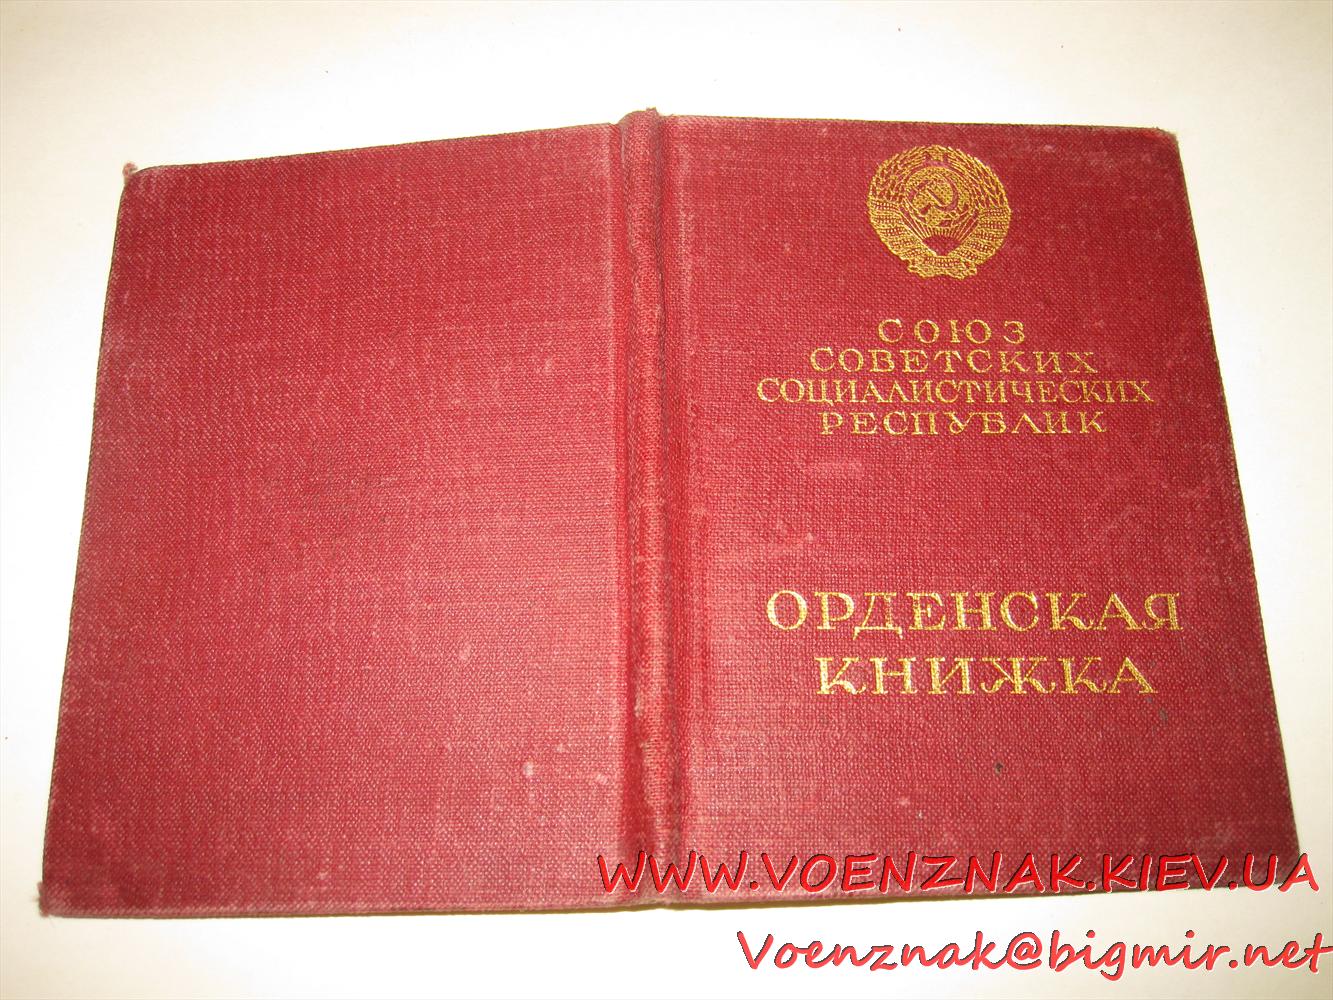 СОЮЗ
СОВЕТСКИХ
СОЦИАЛИСТИЧЕСКИХ
РЕСПУБЛИК
ОРДЕНСКАЯ
КНИЖКА
WWW.VOENZNAK.KIEV.UA
Voenznak@bigmir.net